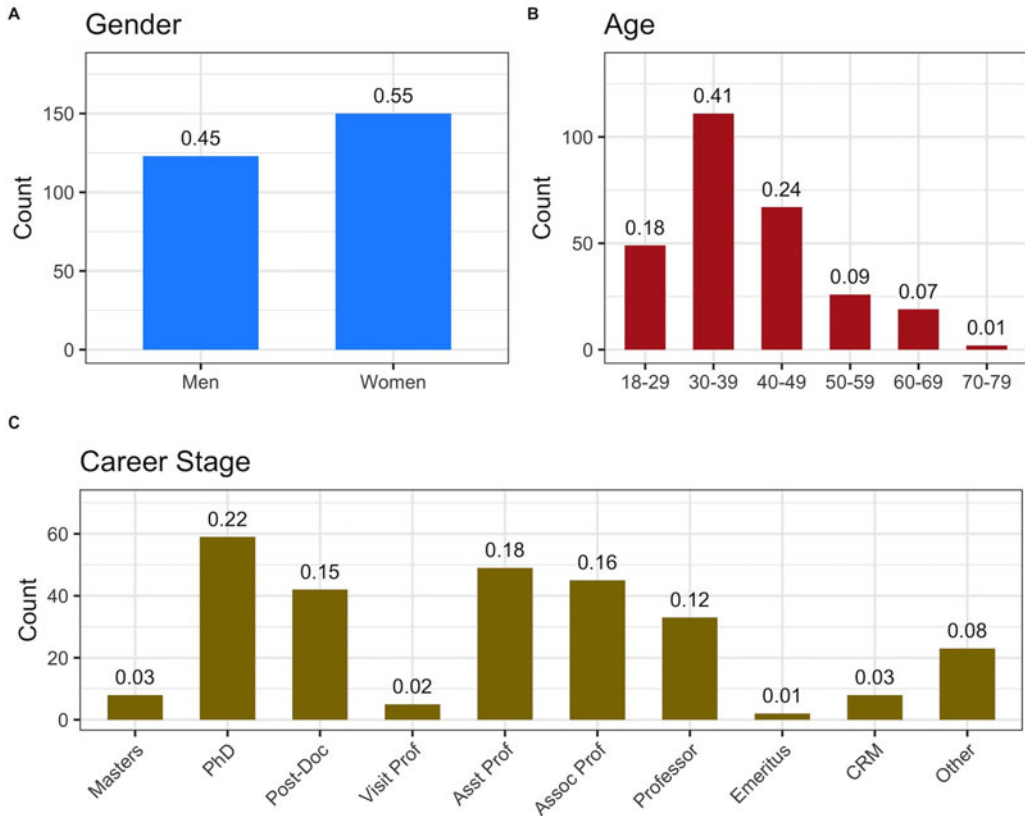 A
Gender
Count
150
100
50
0
0.45
0.55
Men
Women
B
Age
Count
100
50
0
0.18
0.41
0.24
0.09
0.07
0.01
18-29
30-39
40-49
50-59
60-69
70-79
C
Career Stage
Count
60
40
20
0
0.03
0.22
0.15
0.02
0.18
0.16
0.12
0.01
0.03
0.08
Masters
PhD
Post-Doc
Visit Prof
Asst Prof
Assoc Prof
Professor
Emeritus
CRM
Other